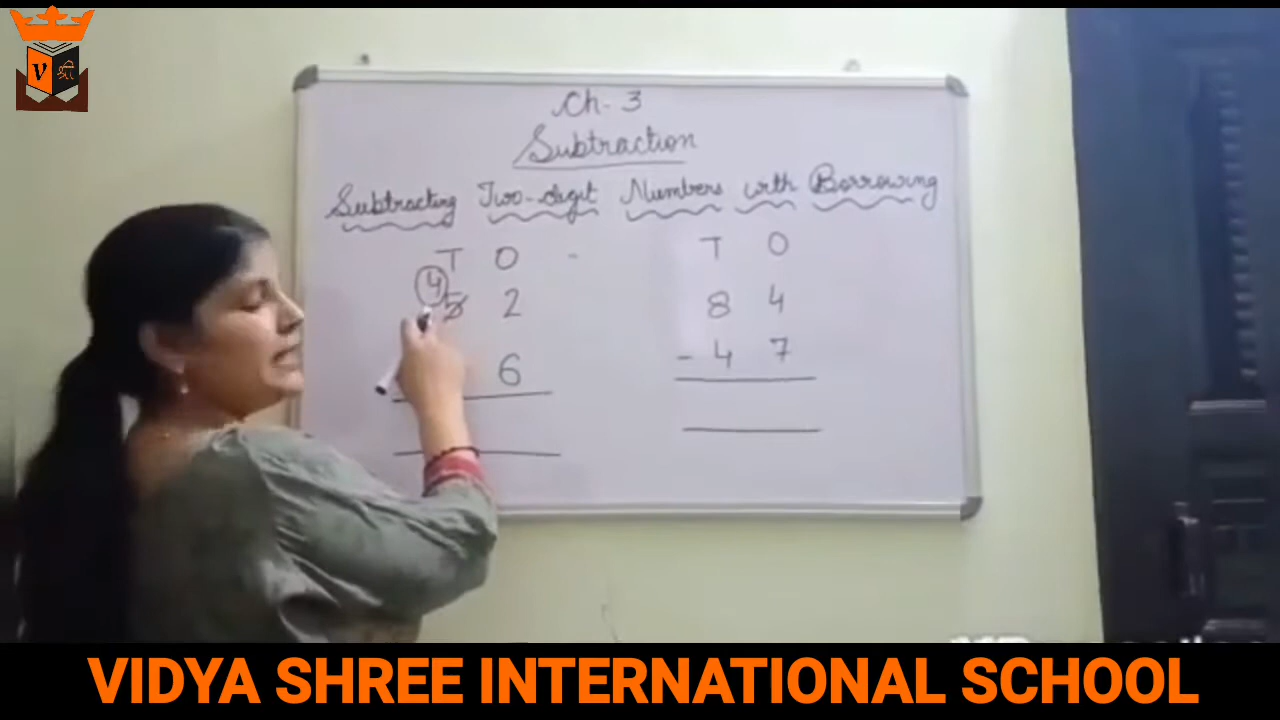 V श्री
Ch- 3
Subtraction
Subtracting Two-digit Numbers with Borrowing
T O - T O
4 5 2 8 4
6 - 4 7
VIDYA SHREE INTERNATIONAL SCHOOL